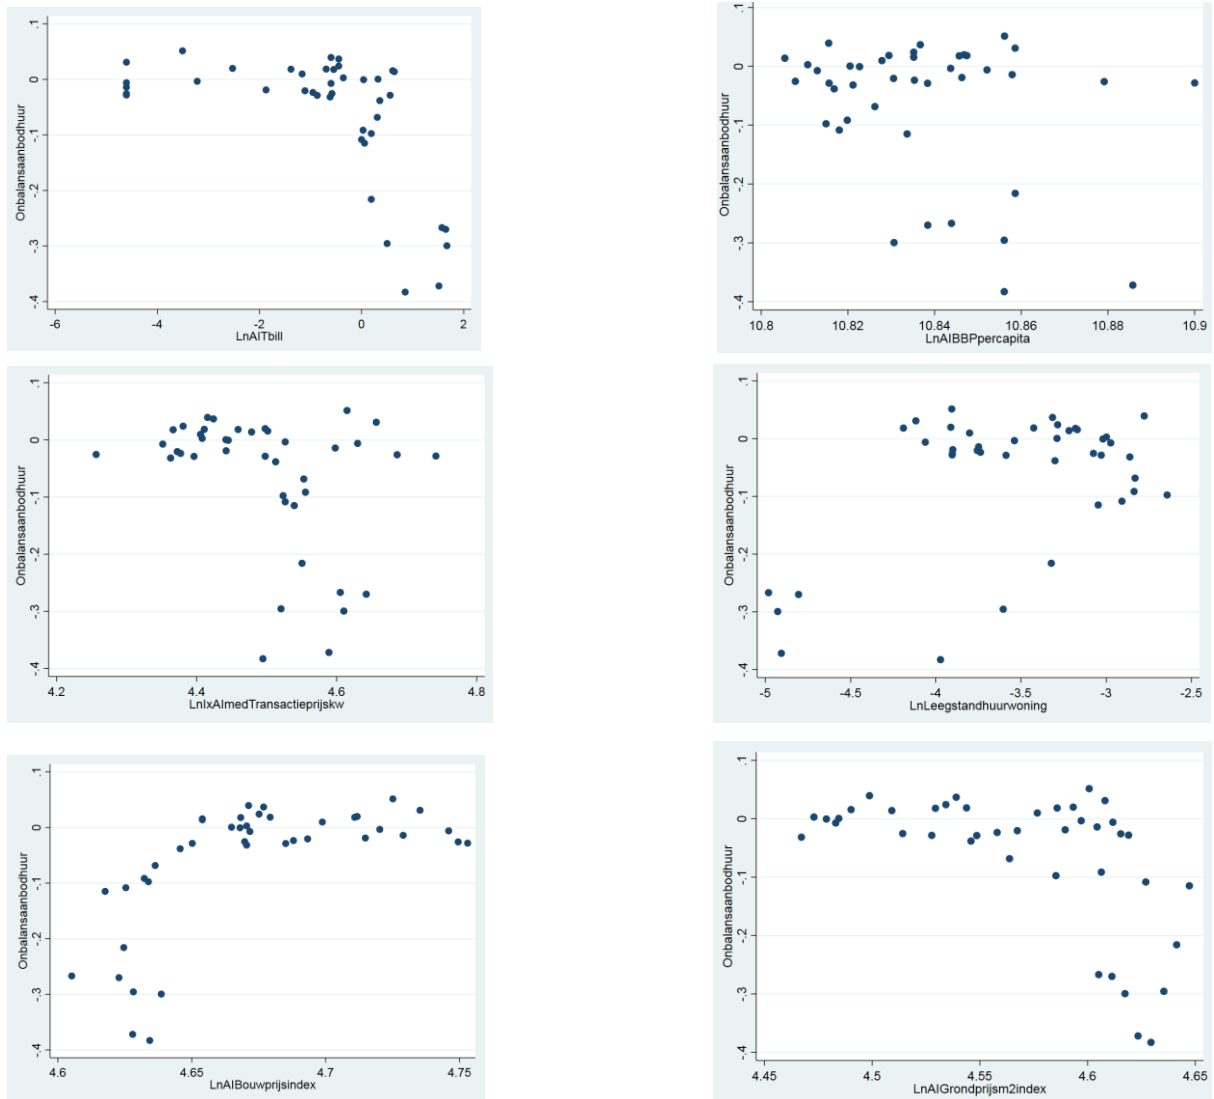 .1
0
-.1
-.2
-.3
-.4
Onbalansaanbodhuur
-6 -4 -2 0 2
LnAITbill
.1
0
-.1
-.2
-.3
-.4
Onbalansaanbodhuur
10.8 10.82 10.84 10.86 10.88 10.9
LnAIBBPpercapita
.1
0
-.1
-.2
-.3
-.4
Onbalansaanbodhuur
4.2 4.4 4.6 4.8
LnIxAImedTransactieprijskw
.1
0
-.1
-.2
-.3
-.4
Onbalansaanbodhuur
-5 -4.5 -4 -3.5 -3 -2.5
LnLeegstandhuurwoning
.1
0
-.1
-.2
-.3
-.4
Onbalansaanbodhuur
4.6 4.65 4.7 4.75
LnAIBouwprijsindex
.1
0
-.1
-.2
-.3
-.4
Onbalansaanbodhuur
4.45 4.5 4.55 4.6 4.65
LnAIGrondprijsm2index